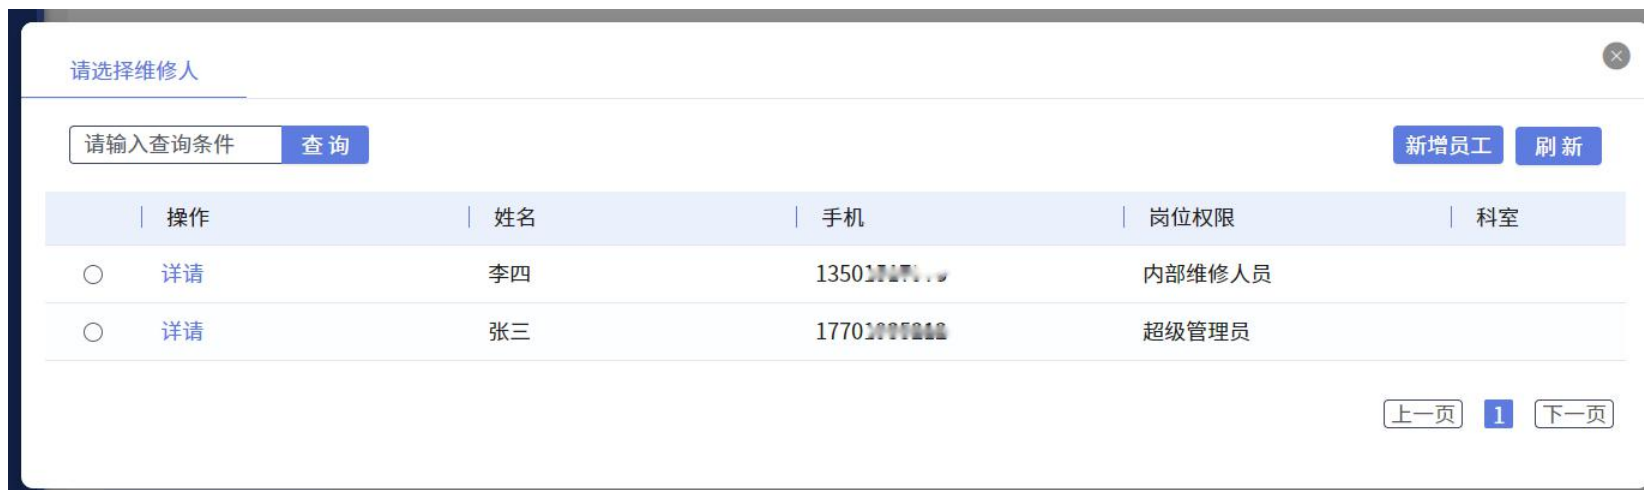 请选择维修人
请输入查询条件 查询 新增员工 刷新
操作 姓名 手机 岗位权限 科室
详请 李四 1350 内部维修人员
详请 张三 1770 超级管理员
上一页 1 下一页